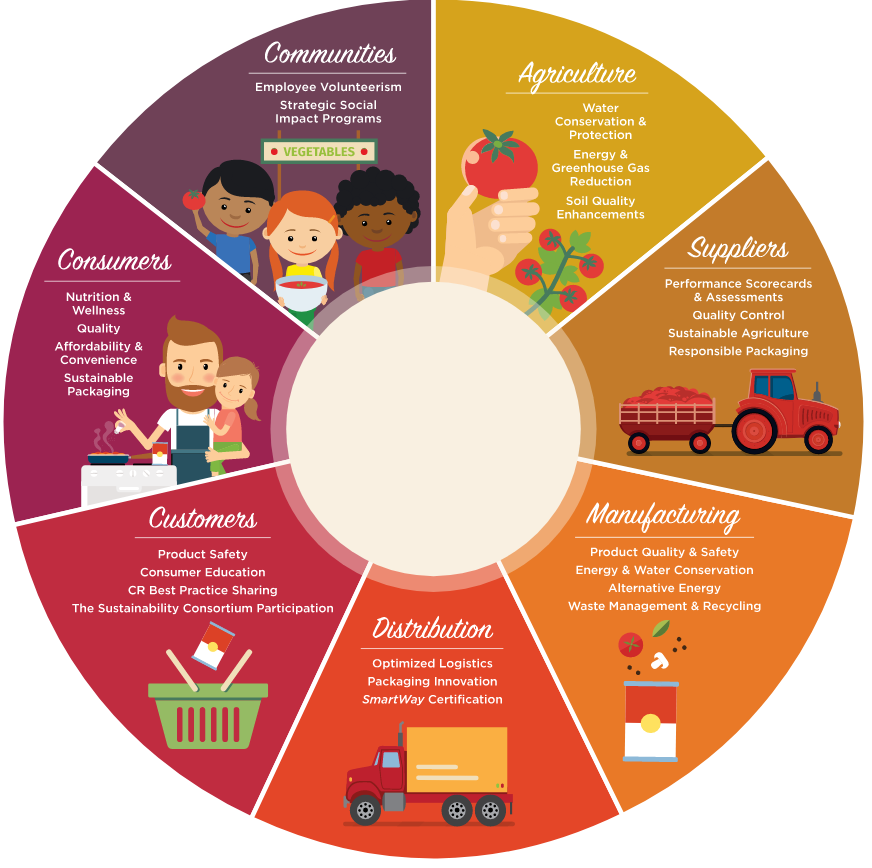 Communities
Employee Volunteerism
Strategic Social
Impact Programs
VEGETABLES
Agriculture
Water
Conservation &
Protection
Energy &
Greenhouse Gas
Reduction
Soil Quality
Enhancements
Suppliers
Performance Scorecards
& Assessments
Quality Control
Sustainable Agriculture
Responsible Packaging
Manufacturing
Product Quality & Safety
Energy & Water Conservation
Alternative Energy
Waste Management & Recycling
Distribution
Optimized Logistics
Packaging Innovation
SmartWay Certification
Customers
Product Safety
Consumer Education
CR Best Practice Sharing
The Sustainability Consortium Participation
Consumers
Nutrition &
Wellness
Quality
Affordability &
Convenience
Sustainable
Packaging